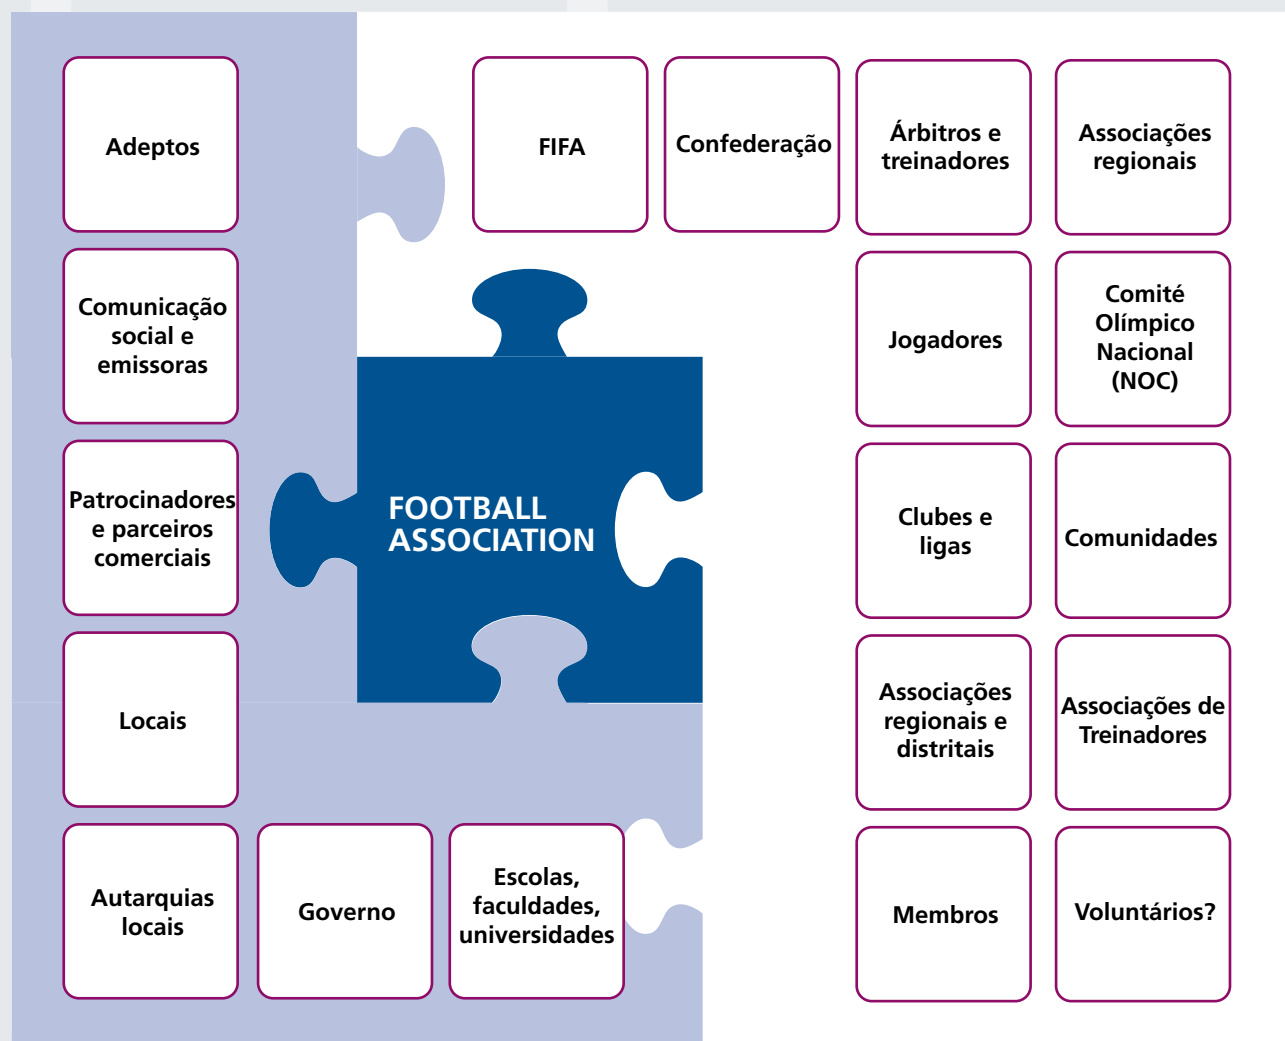 Adeptos
FIFA
Confederação
Árbitros e
treinadores
Associações
regionais
Comunicação
social e
emissoras
Jogadores
Comité
Olímpico
Nacional
(NOC)
Patrocinadores
e parceiros
comerciais
FOOTBALL
ASSOCIATION
Clubes e
ligas
Comunidades
Locais
Associações
regionais e
distritais
Associações de
Treinadores
Autarquias
locais
Governo
Escolas,
faculdades,
universidades
Membros
Voluntários?